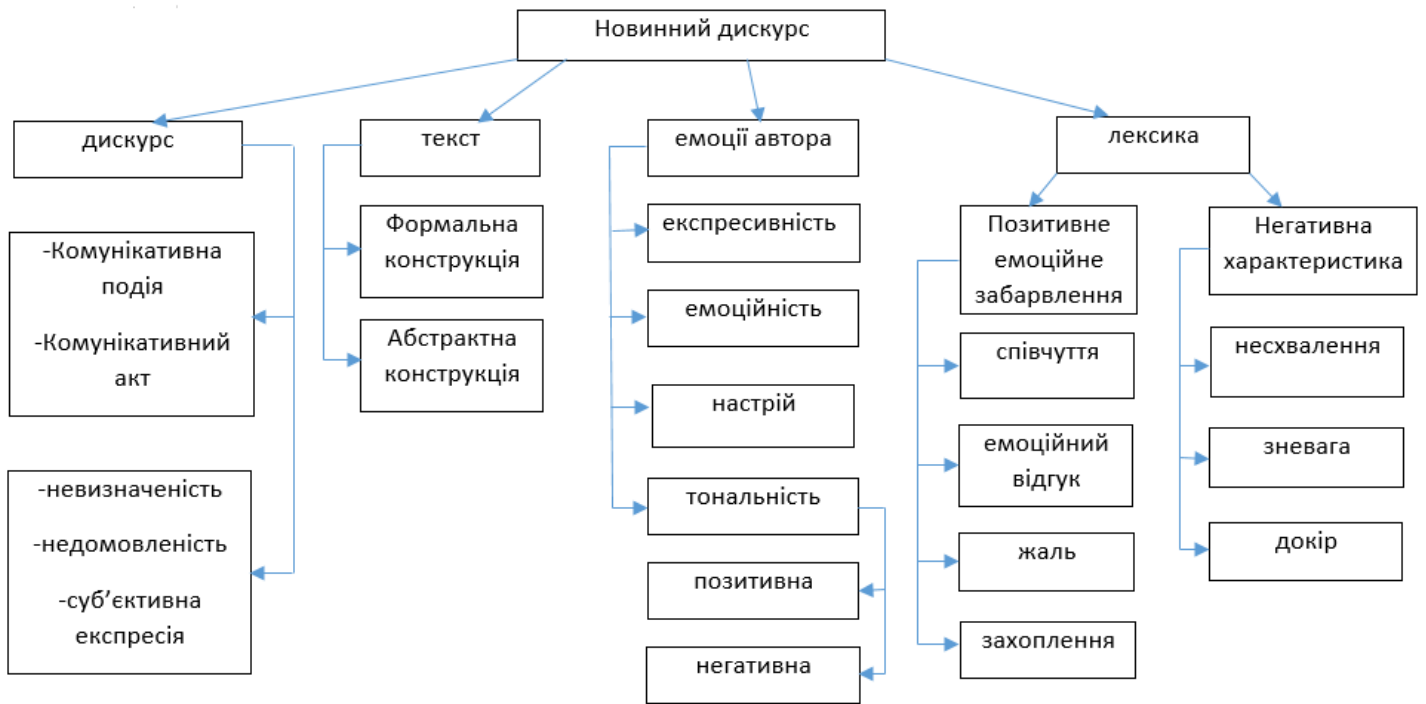 Новинний дискурс
дискурс
-Комунікативна
подія
-Комунікативний
акт
-невизначеність
-недомовленість
-суб’єктивна
експресія
текст
Формальна
конструкція
Абстрактна
конструкція
емоції автора
експресивність
емоційність
настрій
тональність
позитивна
негативна
лексика
Позитивне
емоційне
забарвлення
співчуття
емоційний
відгук
жаль
захоплення
Негативна
характеристика
несхвалення
зневага
докір